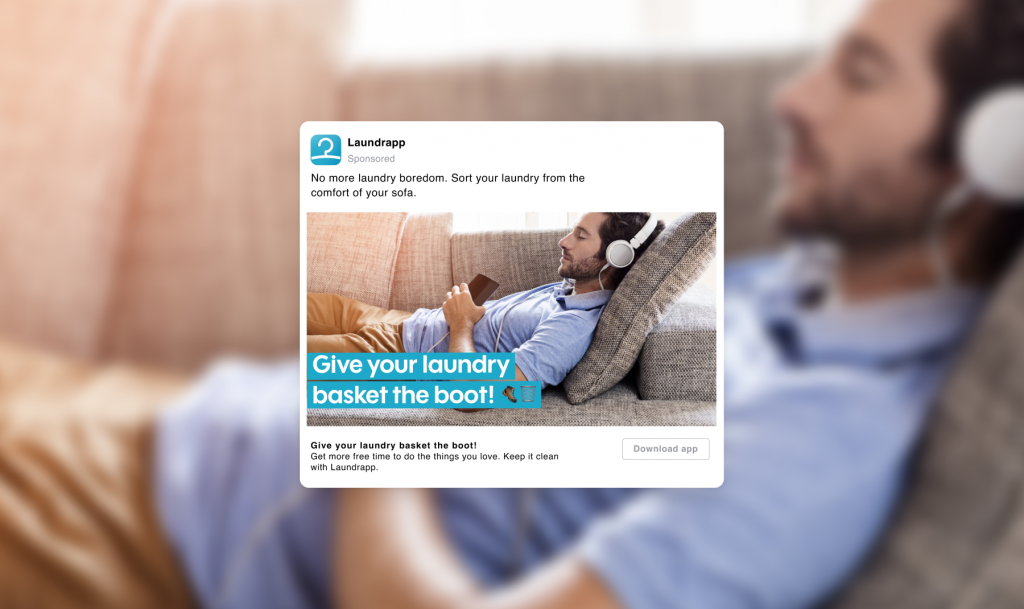 Laundrapp
Sponsored
No more laundry boredom. Sort your laundry from the
comfort of your sofa.
Give your laundry
basket the boot! 🥾🗑️
Give your laundry basket the boot!
Get more free time to do the things you love. Keep it clean
with Laundrapp.
Download app